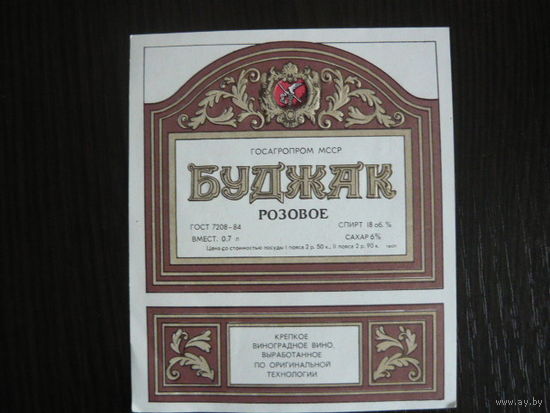 ГОСАГРОПРОМ МССР
БУДЖАК
РОЗОВОЕ
ГОСТ 7208-84 СПИРТ 18 об. %
ВМЕСТ. 0,7 л САХАР 6%
Цена со стоимостью посуды I пояса 2 р. 50 к., II пояса 2 р. 90 к.
КРЕПКОЕ
ВИНОГРАДНОЕ ВИНО,
ВЫРАБОТАННОЕ
ПО ОРИГИНАЛЬНОЙ
ТЕХНОЛОГИИ
www.ay.by